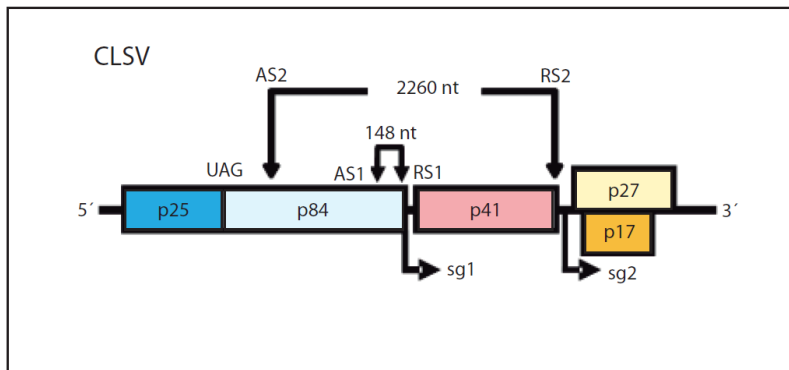 CLSV
AS2
2260 nt
RS2
148 nt
UAG
AS1
RS1
p27
5´
p25
p84
p41
3´
p17
sg1
sg2